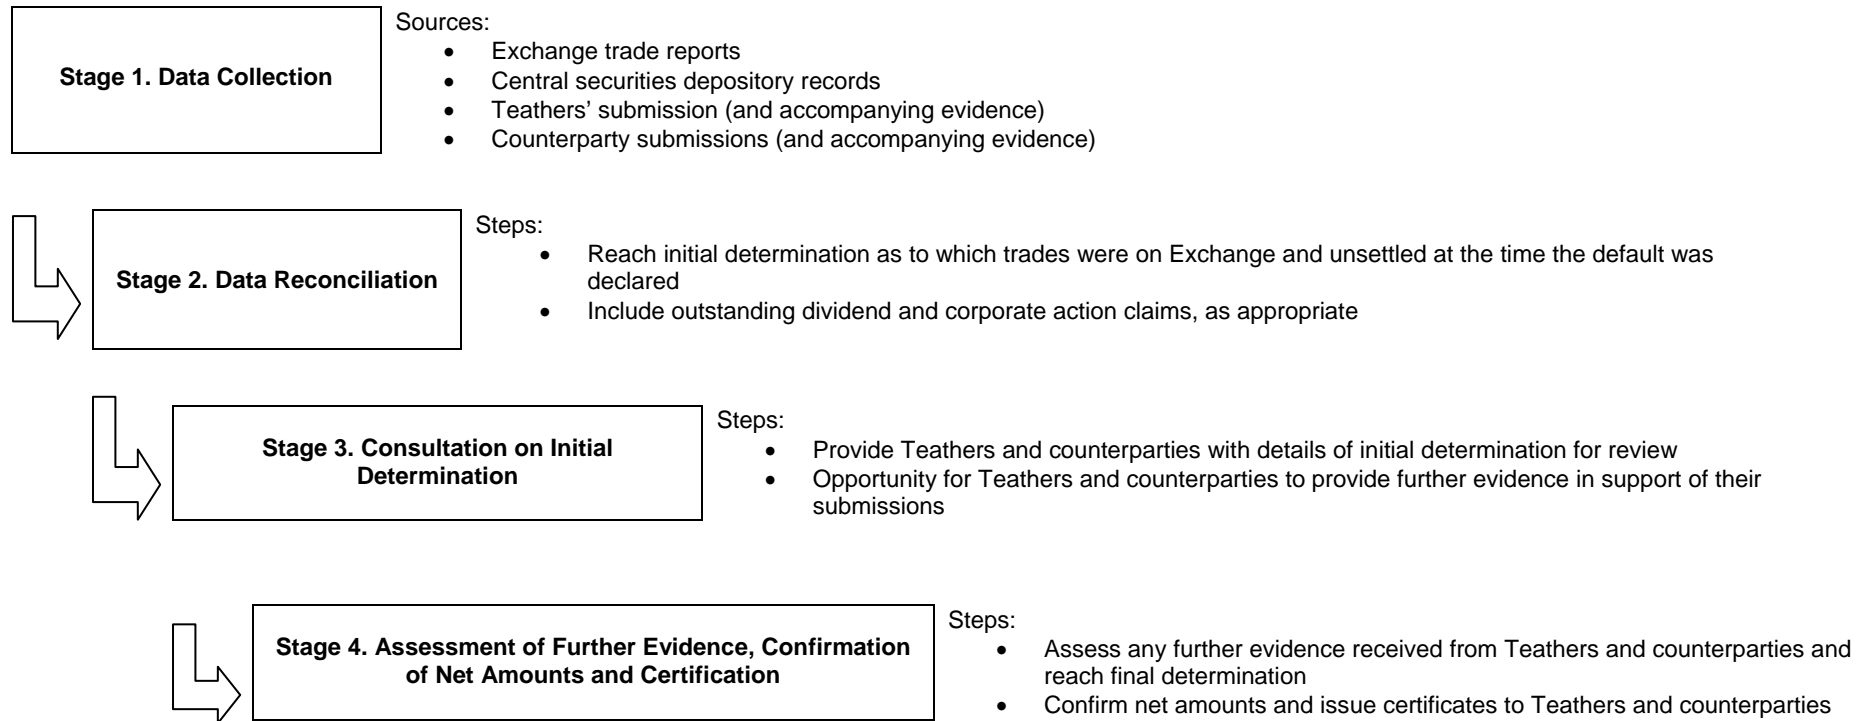 Sources:
Stage 1. Data Collection
• Exchange trade reports
• Central securities depository records
• Teathers’ submission (and accompanying evidence)
• Counterparty submissions (and accompanying evidence)
Stage 2. Data Reconciliation
Steps:
• Reach initial determination as to which trades were on Exchange and unsettled at the time the default was
declared
• Include outstanding dividend and corporate action claims, as appropriate
Stage 3. Consultation on Initial
Determination
Steps:
• Provide Teathers and counterparties with details of initial determination for review
• Opportunity for Teathers and counterparties to provide further evidence in support of their
submissions
Stage 4. Assessment of Further Evidence, Confirmation
of Net Amounts and Certification
Steps:
• Assess any further evidence received from Teathers and counterparties and
reach final determination
• Confirm net amounts and issue certificates to Teathers and counterparties